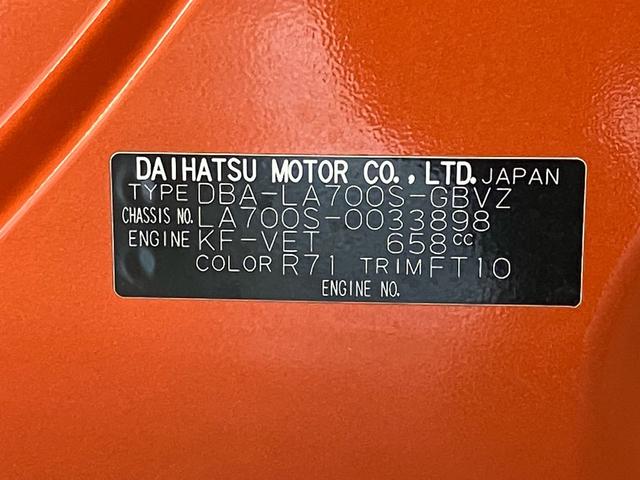 DAIHATSU MOTOR CO., LTD. JAPAN
TYPE DBA-LA700S-GBVZ
CHASSIS NO. LA700S-0033898
ENGINE KF-VET 658cc
COLOR R71 TRIM FT10
ENGINE NO.